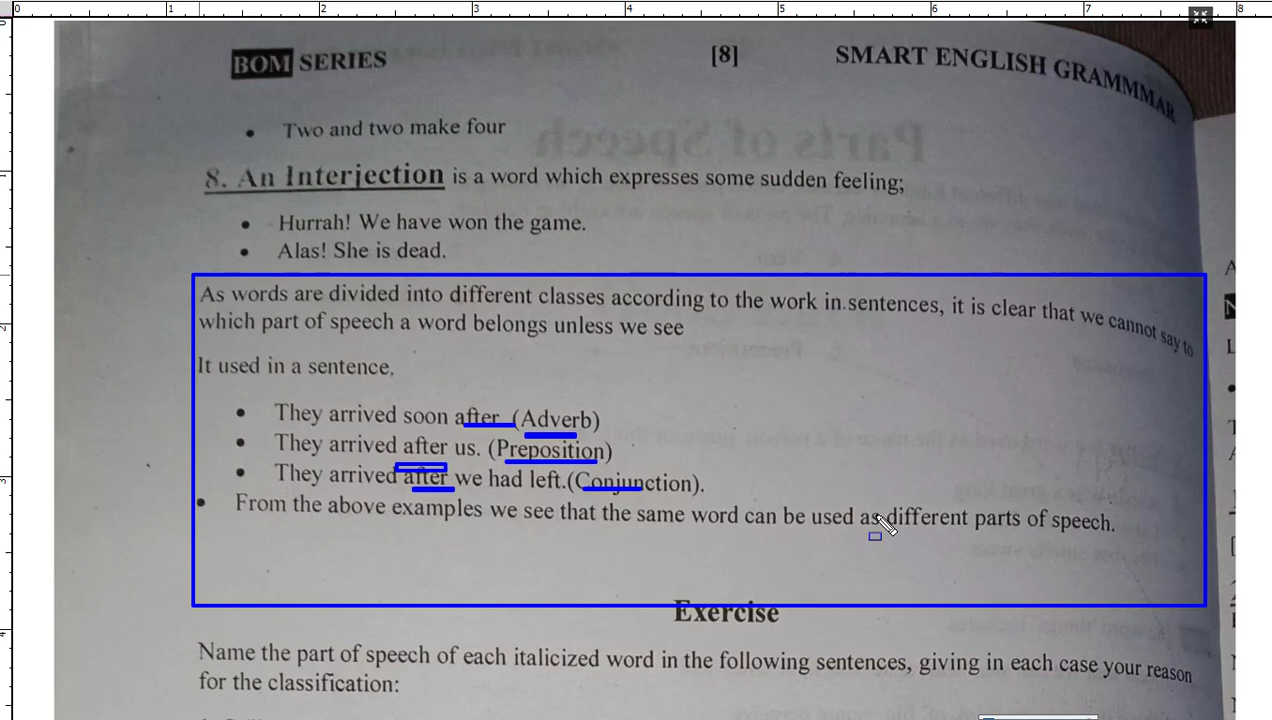 BOM SERIES [8] SMART ENGLISH GRAMMMAR
• Two and two make four
8. An Interjection is a word which expresses some sudden feeling;
• Hurrah! We have won the game.
• Alas! She is dead.
As words are divided into different classes according to the work in sentences, it is clear that we cannot say to
which part of speech a word belongs unless we see
It used in a sentence,
• They arrived soon after (Adverb)
• They arrived after us. (Preposition)
• They arrived after we had left.(Conjunction).
• From the above examples we see that the same word can be used as different parts of speech.
Exercise
Name the part of speech of each italicized word in the following sentences, giving in each case your reason
for the classification: